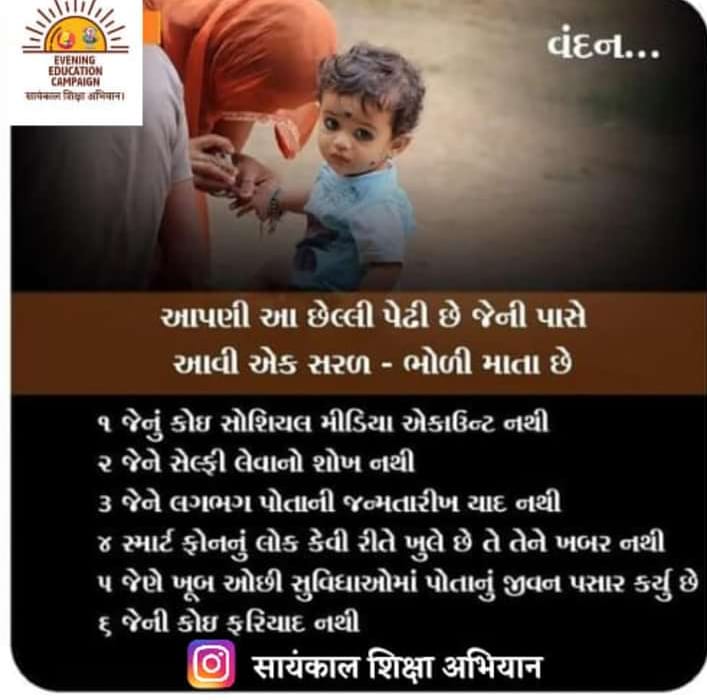 EVENING
EDUCATION
CAMPAIGN
सायंकाल शिक्षा अभियान।
વંદન...
આપણી આ છેલ્લી પેઢી છે જેની પાસે
આવી એક સરળ - ભોળી માતા છે
૧ જેનું કોઇ સોશિયલ મીડિયા એકાઉન્ટ નથી
૨ જેને સેલ્ફી લેવાનો શોખ નથી
૩ જેને લગભગ પોતાની જન્મતારીખ યાદ નથી
૪ સ્માર્ટ ફોનનું લોક કેવી રીતે ખુલે છે તે તેને ખબર નથી
૫ જેણે ખૂબ ઓછી સુવિધાઓમાં પોતાનું જીવન પસાર કર્યુ છે
૬ જેની કોઇ ફરિયાદ નથી
सायंकाल शिक्षा अभियान